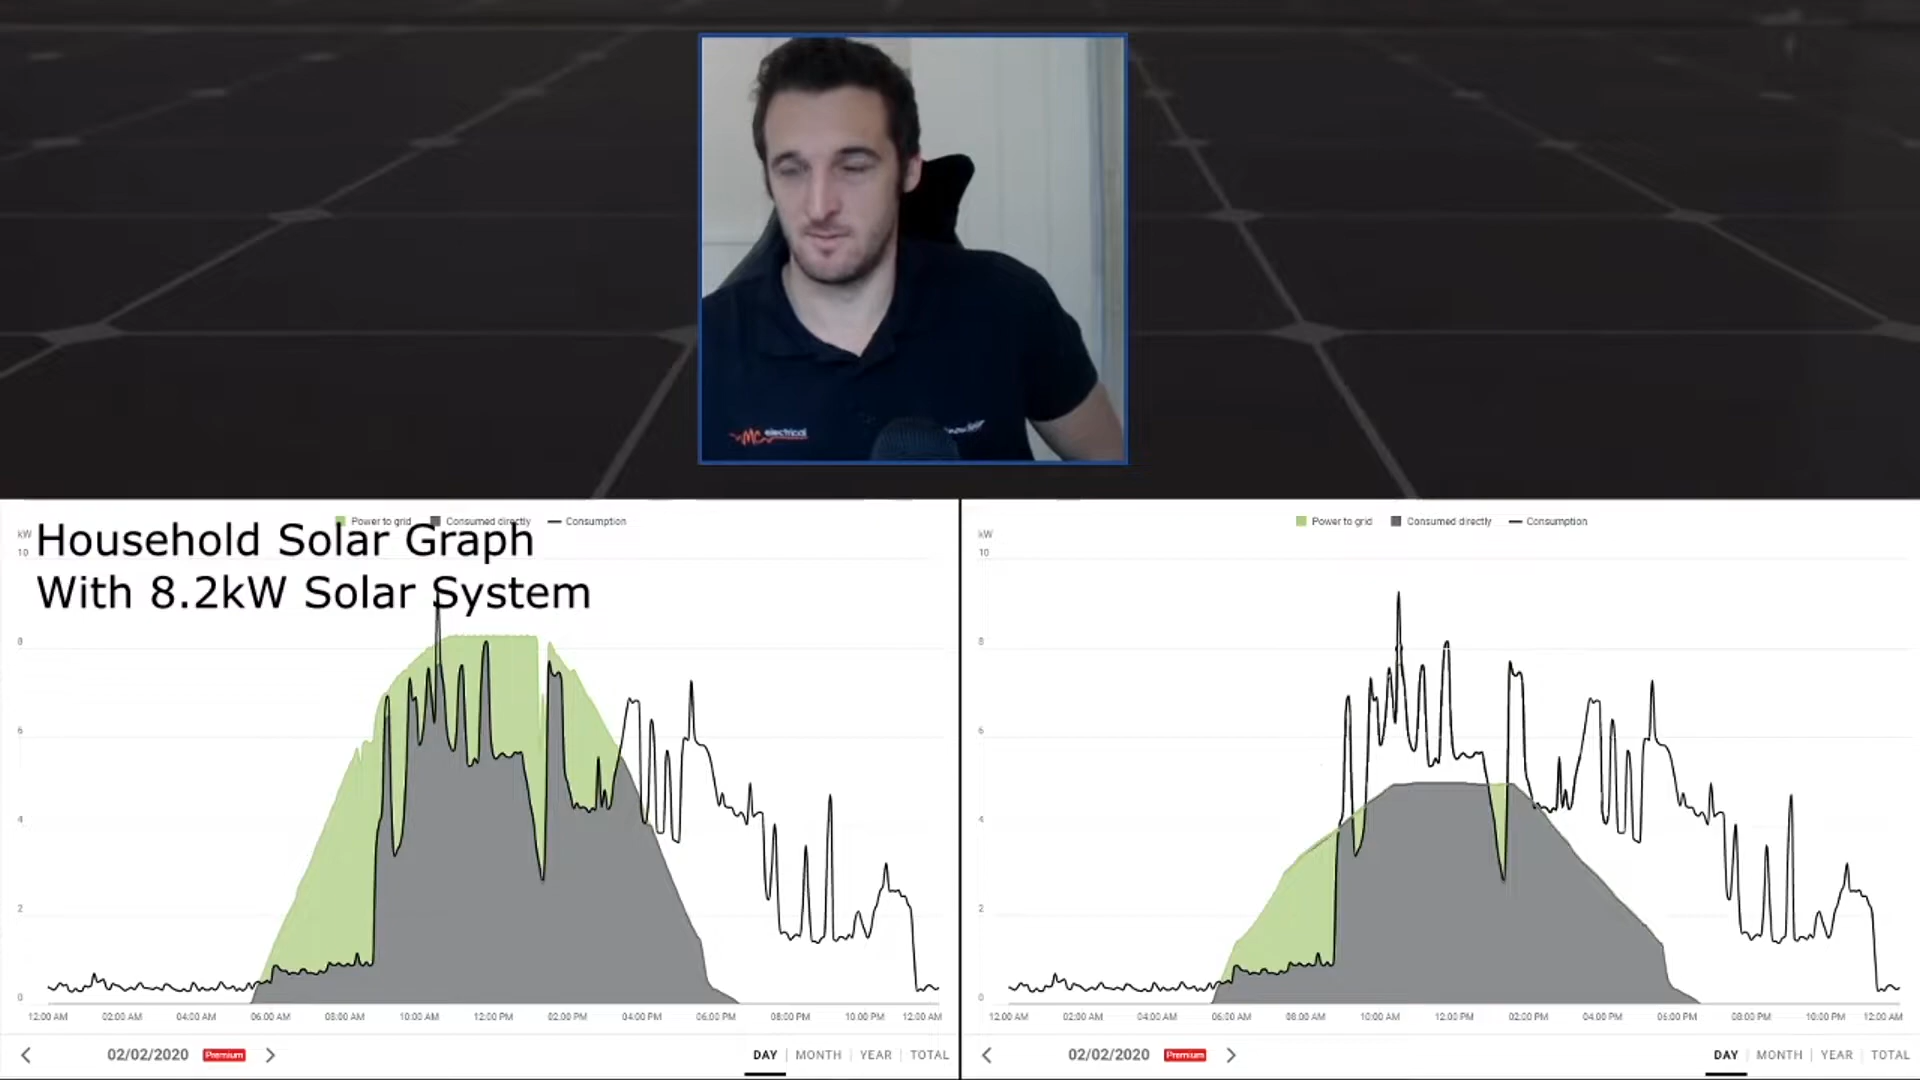 MC electrical
Household Solar Graph
With 8.2kW Solar System
Power to grid Consumed directly Consumption
kW
10
8
6
4
2
0
12:00 AM 02:00 AM 04:00 AM 06:00 AM 08:00 AM 10:00 AM 12:00 PM 02:00 PM 04:00 PM 06:00 PM 08:00 PM 10:00 PM 12:00 AM
02/02/2020 Premium DAY MONTH YEAR TOTAL
Power to grid Consumed directly Consumption
kW
10
8
6
4
2
0
12:00 AM 02:00 AM 04:00 AM 06:00 AM 08:00 AM 10:00 AM 12:00 PM 02:00 PM 04:00 PM 06:00 PM 08:00 PM 10:00 PM 12:00 AM
02/02/2020 Premium DAY MONTH YEAR TOTAL